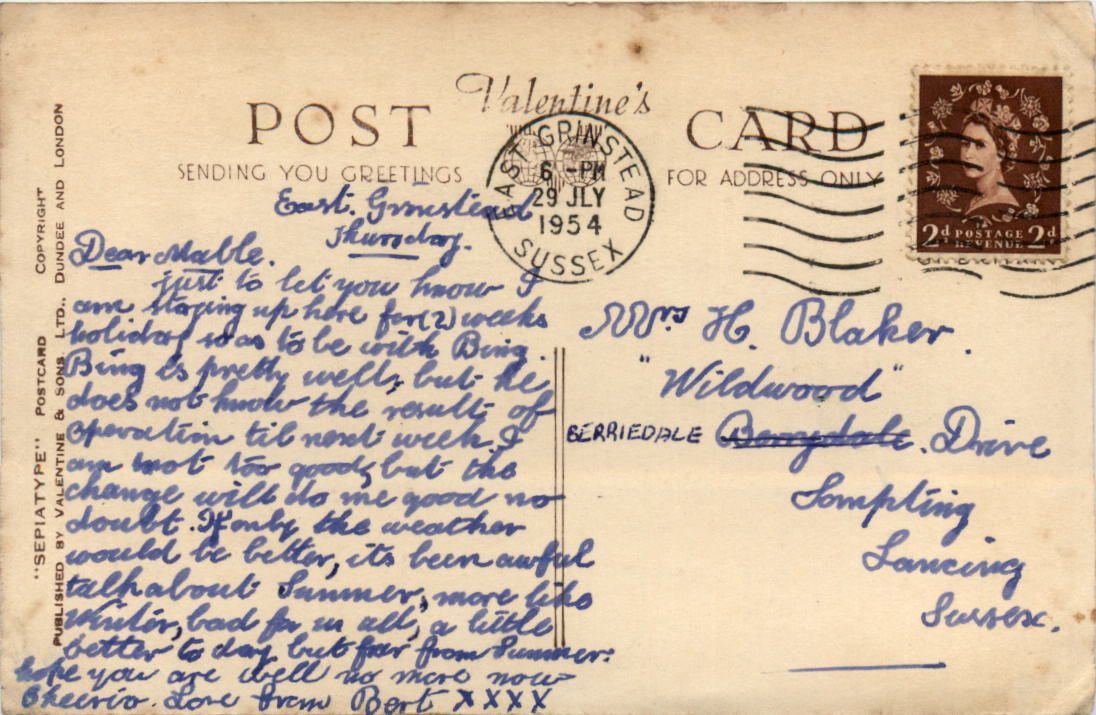 Valentine's
POST CARD
SENDING YOU GREETINGS
FOR ADDRESS ONLY
"SEPIATYPE" POSTCARD COPYRIGHT
PUBLISHED BY VALENTINE & SONS. LTD., DUNDEE AND LONDON
EAST GRINSTEAD
6 - PM
29 JLY
1954
SUSSEX
2d POSTAGE 2d
REVENUE
East. Grinstead
Thursday.
Dear Mable.
just to let you know I
am staying up here for (2) weeks
holiday so as to be with Bing.
Bing is pretty well, but he
does not know the result of
operation til next week, I
am not too good, but the
change will do me good no
doubt. If only the weather
would be better, its been awful
talk about Summer, more like
Winter, bad for us all, a little
better to day but far from Summer.
hope you are well no more now
Cheerio. Love from Bert XXXX
Mrs H. Blaker.
"Wildwood"
BERRIEDALE Berrydale. Drive
Sompting
Lancing
Sussex.